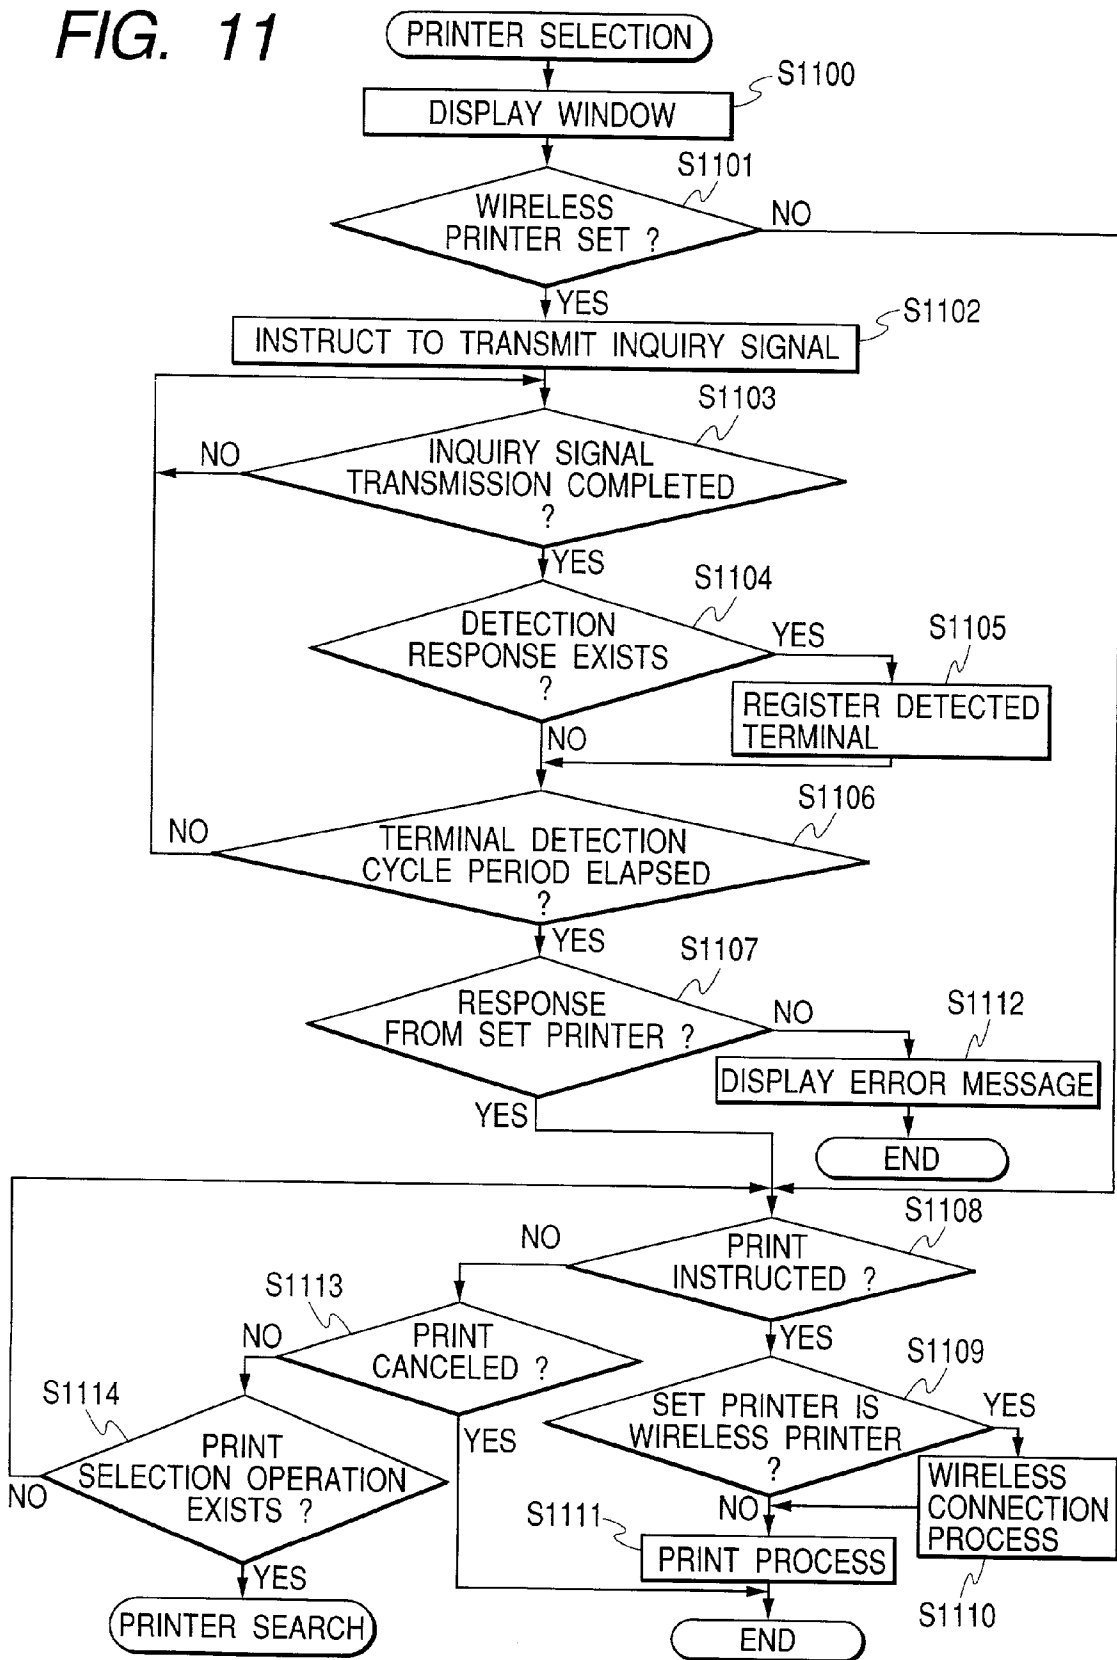 FIG. 11
PRINTER SELECTION
S1100
DISPLAY WINDOW
S1101
WIRELESS
PRINTER SET ?
NO
YES
S1102
INSTRUCT TO TRANSMIT INQUIRY SIGNAL
S1103
NO
INQUIRY SIGNAL
TRANSMISSION COMPLETED
?
YES
S1104
DETECTION
RESPONSE EXISTS
?
YES
S1105
REGISTER DETECTED
TERMINAL
NO
S1106
NO
TERMINAL DETECTION
CYCLE PERIOD ELAPSED
?
YES
S1107
RESPONSE
FROM SET PRINTER ?
NO
S1112
DISPLAY ERROR MESSAGE
YES
END
S1108
NO
PRINT
INSTRUCTED ?
S1113
YES
NO
PRINT
CANCELED ?
S1109
S1114
SET PRINTER IS
WIRELESS PRINTER
?
YES
PRINT
SELECTION OPERATION
EXISTS ?
NO
YES
WIRELESS
CONNECTION
PROCESS
S1111
NO
PRINT PROCESS
YES
S1110
PRINTER SEARCH
END